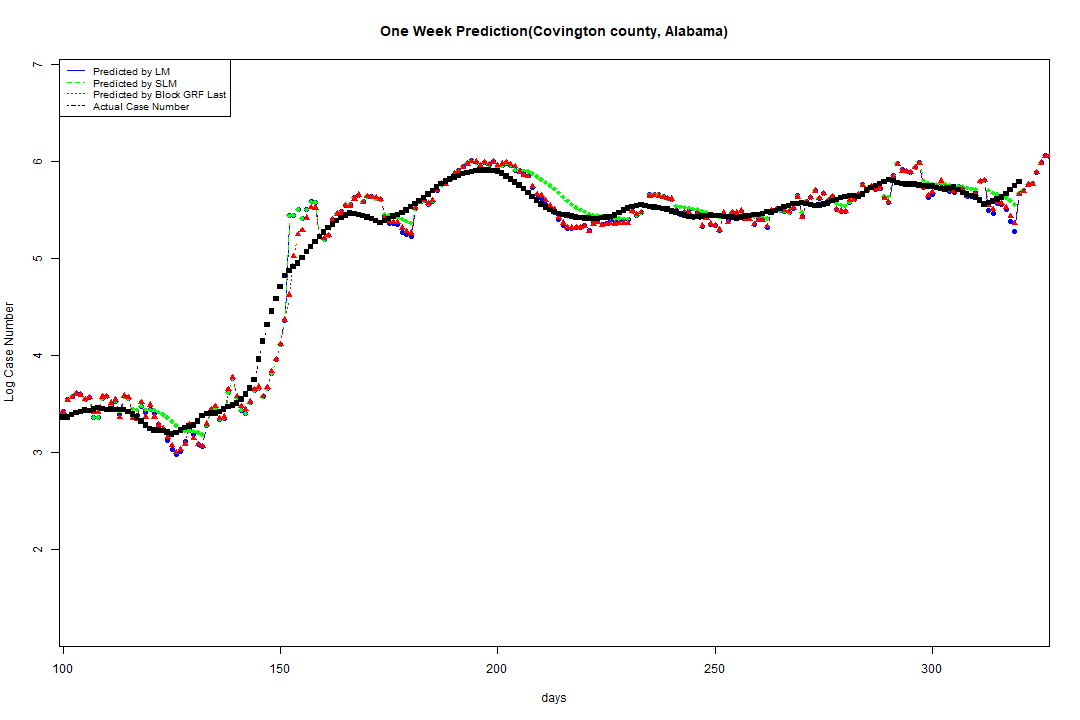 One Week Prediction(Covington county, Alabama)
7
Predicted by LM
Predicted by SLM
Predicted by Block GRF Last
Actual Case Number
6
5
4
3
2
Log Case Number
100 150 200 250 300
days